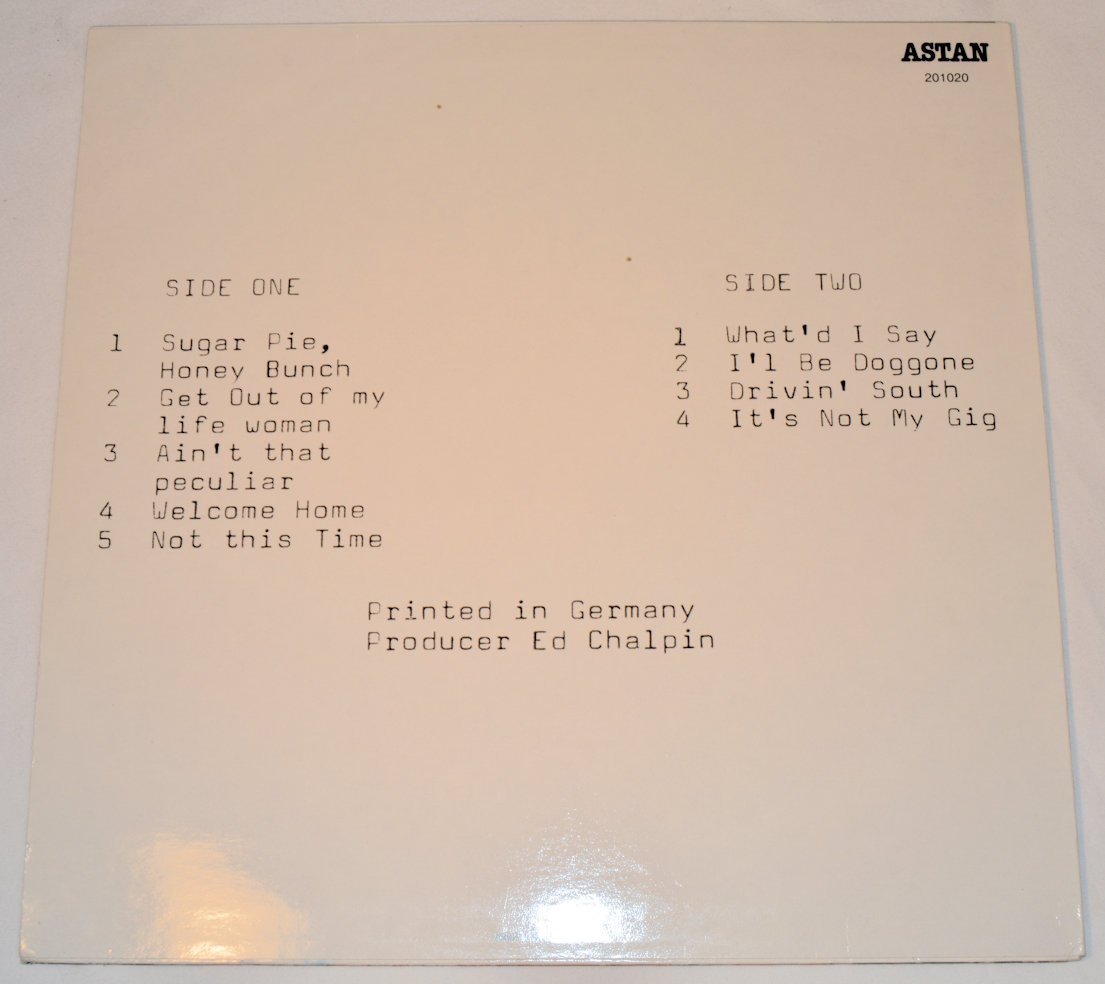 ASTAN
201020
SIDE ONE
1 Sugar Pie,
Honey Bunch
2 Get Out of my
life woman
3 Ain't that
peculiar
4 Welcome Home
5 Not this Time
SIDE TWO
1 What'd I Say
2 I'll Be Doggone
3 Drivin' South
4 It's Not My Gig
Printed in Germany
Producer Ed Chalpin